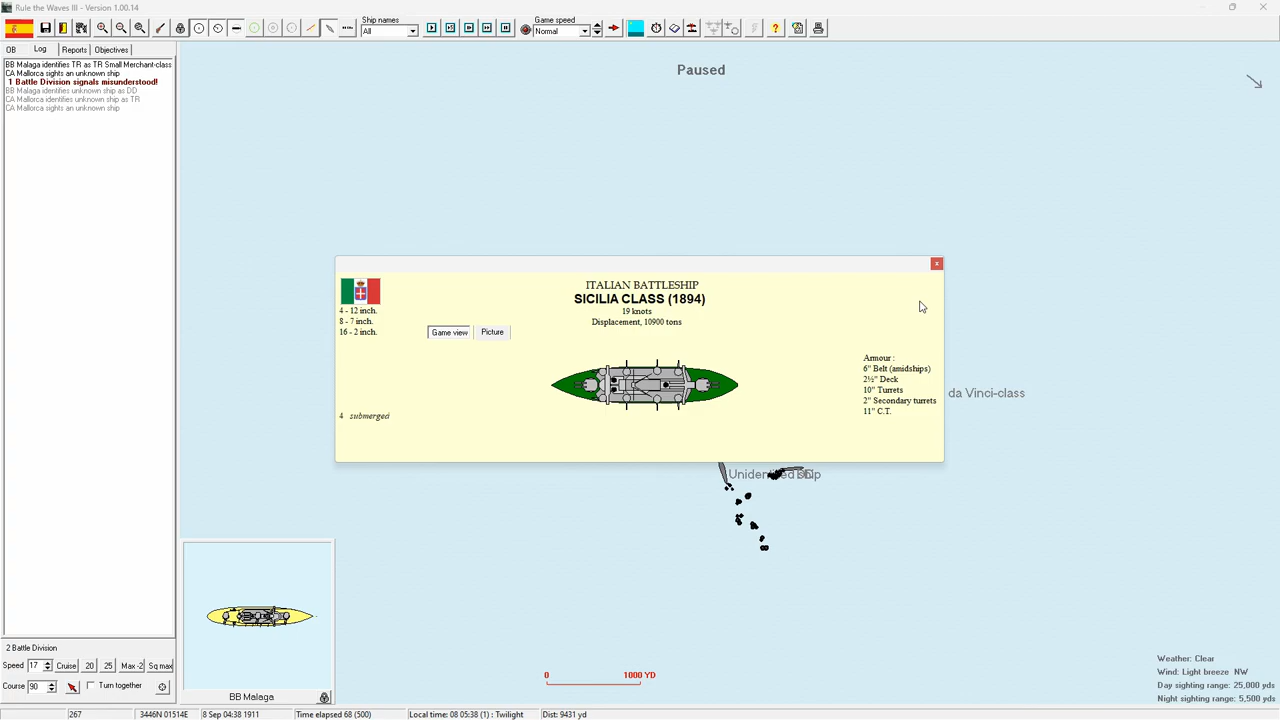 Rule the Waves III - Version 1.00.14
Ship names
All
Game speed
Normal
OB
Log
Reports
Objectives
BB Malaga identifies TR as TR Small Merchant-class
CA Mallorca sights an unknown ship
1 Battle Division signals misunderstood!
BB Malaga identifies unknown ship as DD
CA Mallorca identifies unknown ship as TR
CA Mallorca sights an unknown ship
Paused
ITALIAN BATTLESHIP
SICILIA CLASS (1894)
19 knots
Displacement, 10900 tons
4 - 12 inch.
8 - 7 inch.
16 - 2 inch.
Game view
Picture
Armour :
6" Belt (amidships)
2½" Deck
10" Turrets
2" Secondary turrets
11" C.T.
4 submerged
da Vinci-class
2 Battle Division
Speed 17 Cruise 20 25 Max -2 Sq max
Course 90 Turn together
BB Malaga
0 1000 YD
Weather: Clear
Wind: Light breeze NW
Day sighting range: 25,000 yds
Night sighting range: 5,500 yds
267
3446N 01514E
8 Sep 04:38 1911
Time elapsed 68 (500)
Local time: 08 05:38 (1) : Twilight
Dist: 9431 yd